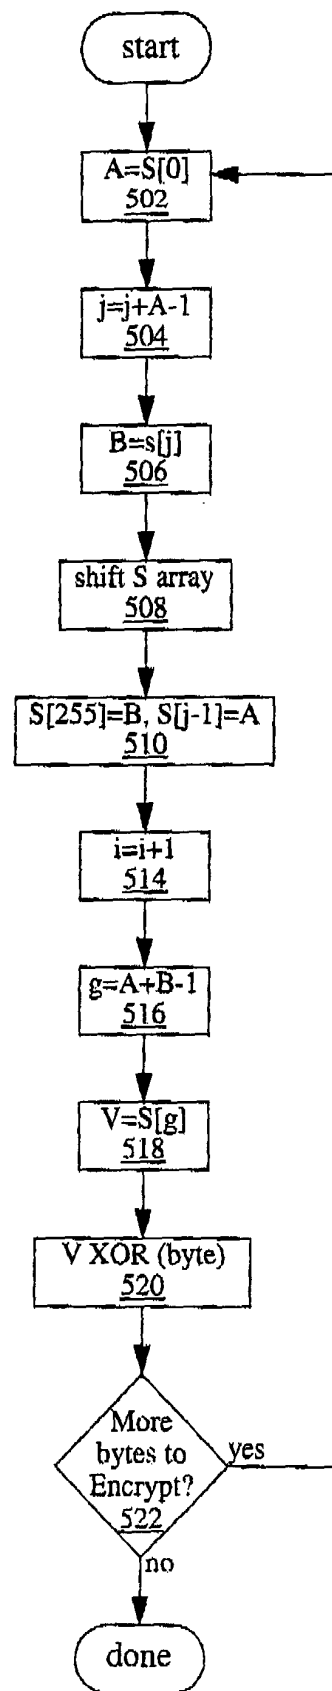 start
A=S[0]
502
j=j+A-1
504
B=s[j]
506
shift S array
508
S[255]=B, S[j-1]=A
510
i=i+1
514
g=A+B-1
516
V=S[g]
518
V XOR (byte)
520
More
bytes to
Encrypt?
522
yes
no
done